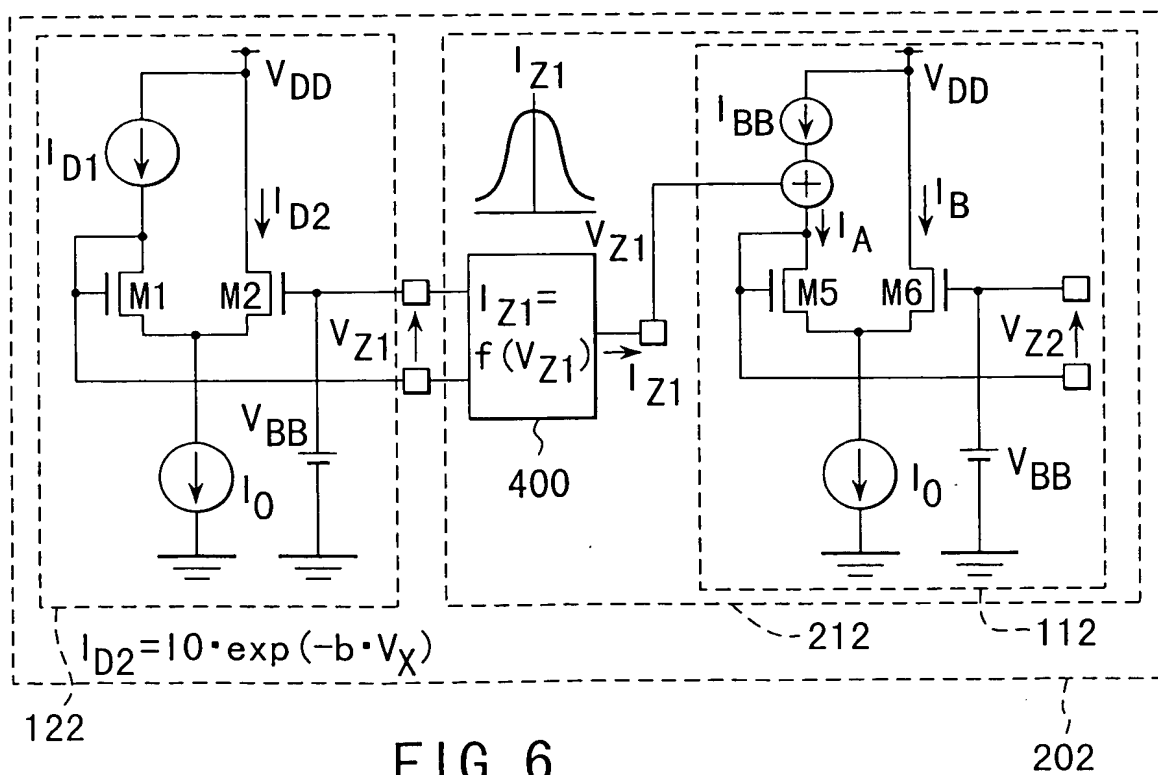 V_DD
I_D1
I_D2
M1
M2
V_Z1
V_BB
I_0
I_D2=I0·exp(-b·V_X)
122
I_Z1
V_Z1
I_Z1=
f(V_Z1)
I_Z1
400
V_DD
I_BB
+
I_A
I_B
M5
M6
V_Z2
I_0
V_BB
212
112
202
FIG 6